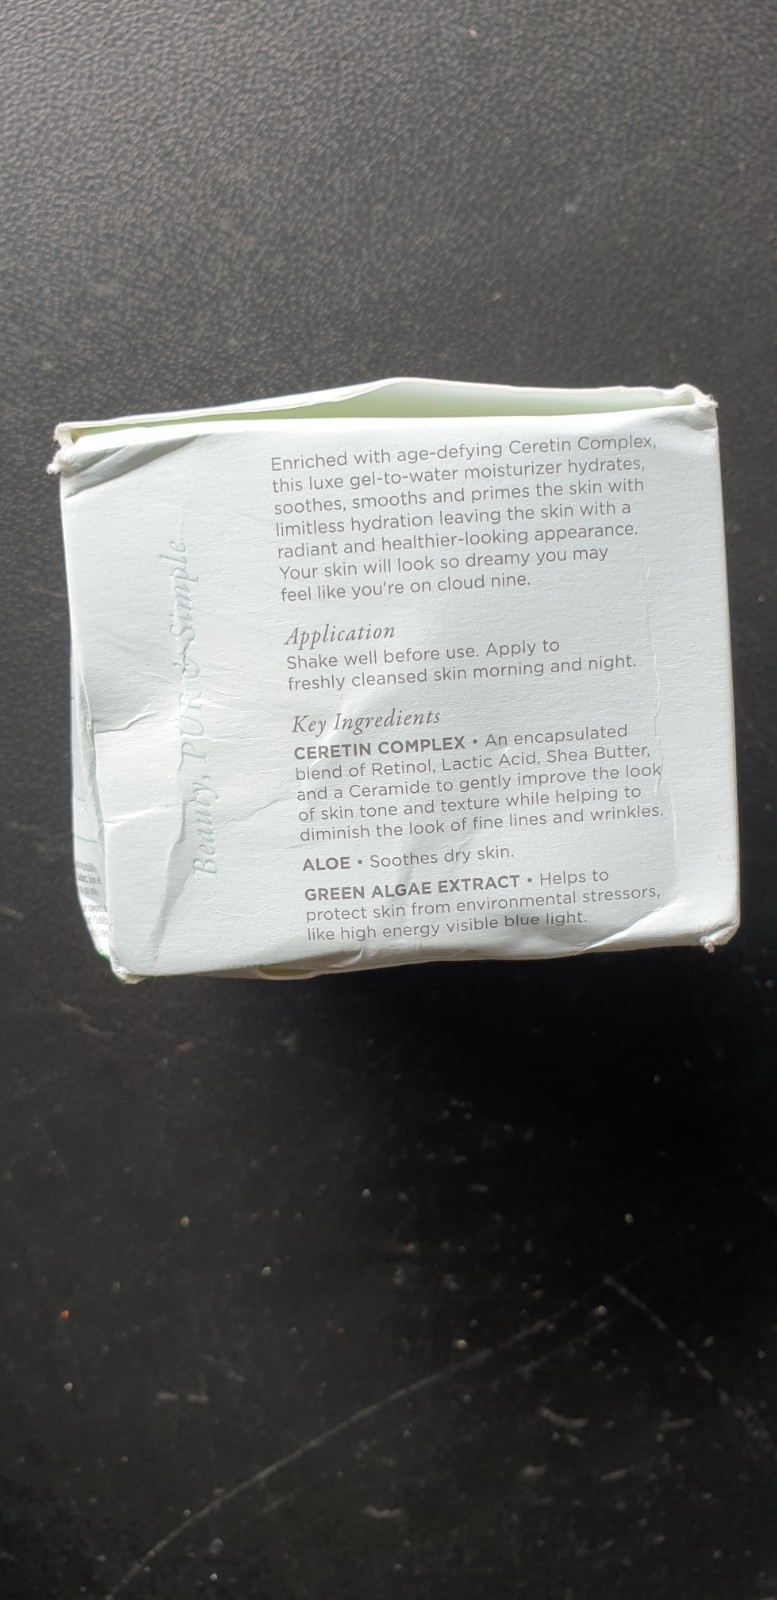 Enriched with age-defying Ceretin Complex,
this luxe gel-to-water moisturizer hydrates,
soothes, smooths and primes the skin with
limitless hydration leaving the skin with a
radiant and healthier-looking appearance.
Your skin will look so dreamy you may
feel like you're on cloud nine.
Application
Shake well before use. Apply to
freshly cleansed skin morning and night.
Key Ingredients
CERETIN COMPLEX • An encapsulated
blend of Retinol, Lactic Acid, Shea Butter,
and a Ceramide to gently improve the look
of skin tone and texture while helping to
diminish the look of fine lines and wrinkles.
ALOE • Soothes dry skin.
GREEN ALGAE EXTRACT • Helps to
protect skin from environmental stressors,
like high energy visible blue light.
Beauty, PUR & Simple